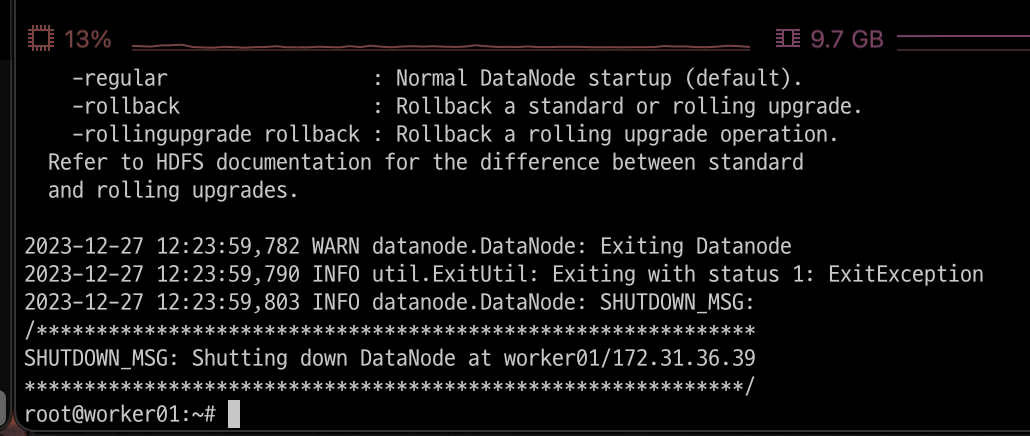 13%
9.7 GB
-regular                 : Normal DataNode startup (default).
-rollback                : Rollback a standard or rolling upgrade.
-rollingupgrade rollback : Rollback a rolling upgrade operation.
Refer to HDFS documentation for the difference between standard
and rolling upgrades.
2023-12-27 12:23:59,782 WARN datanode.DataNode: Exiting Datanode
2023-12-27 12:23:59,790 INFO util.ExitUtil: Exiting with status 1: ExitException
2023-12-27 12:23:59,803 INFO datanode.DataNode: SHUTDOWN_MSG:
/************************************************************
SHUTDOWN_MSG: Shutting down DataNode at worker01/172.31.36.39
************************************************************/
root@worker01:~#